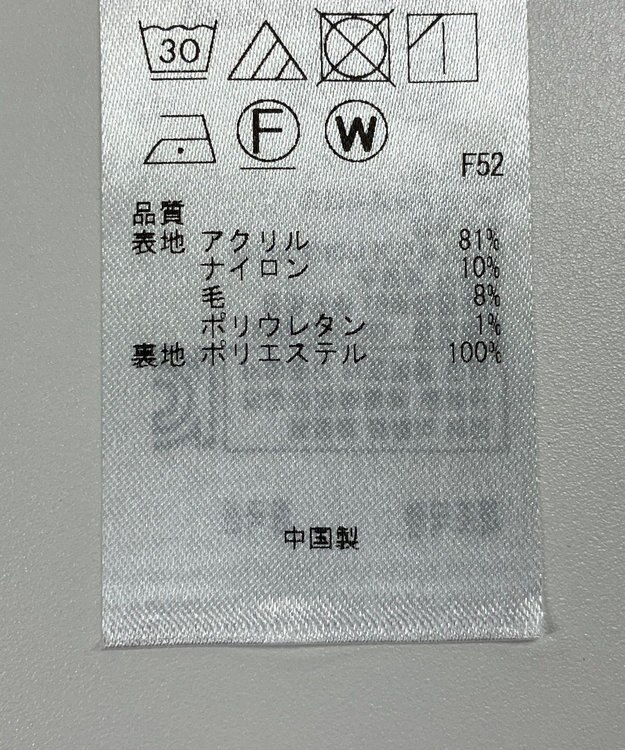 30
F W
F52
品質
表地 アクリル 81%
ナイロン 10%
毛 8%
ポリウレタン 1%
裏地 ポリエステル 100%
中国製